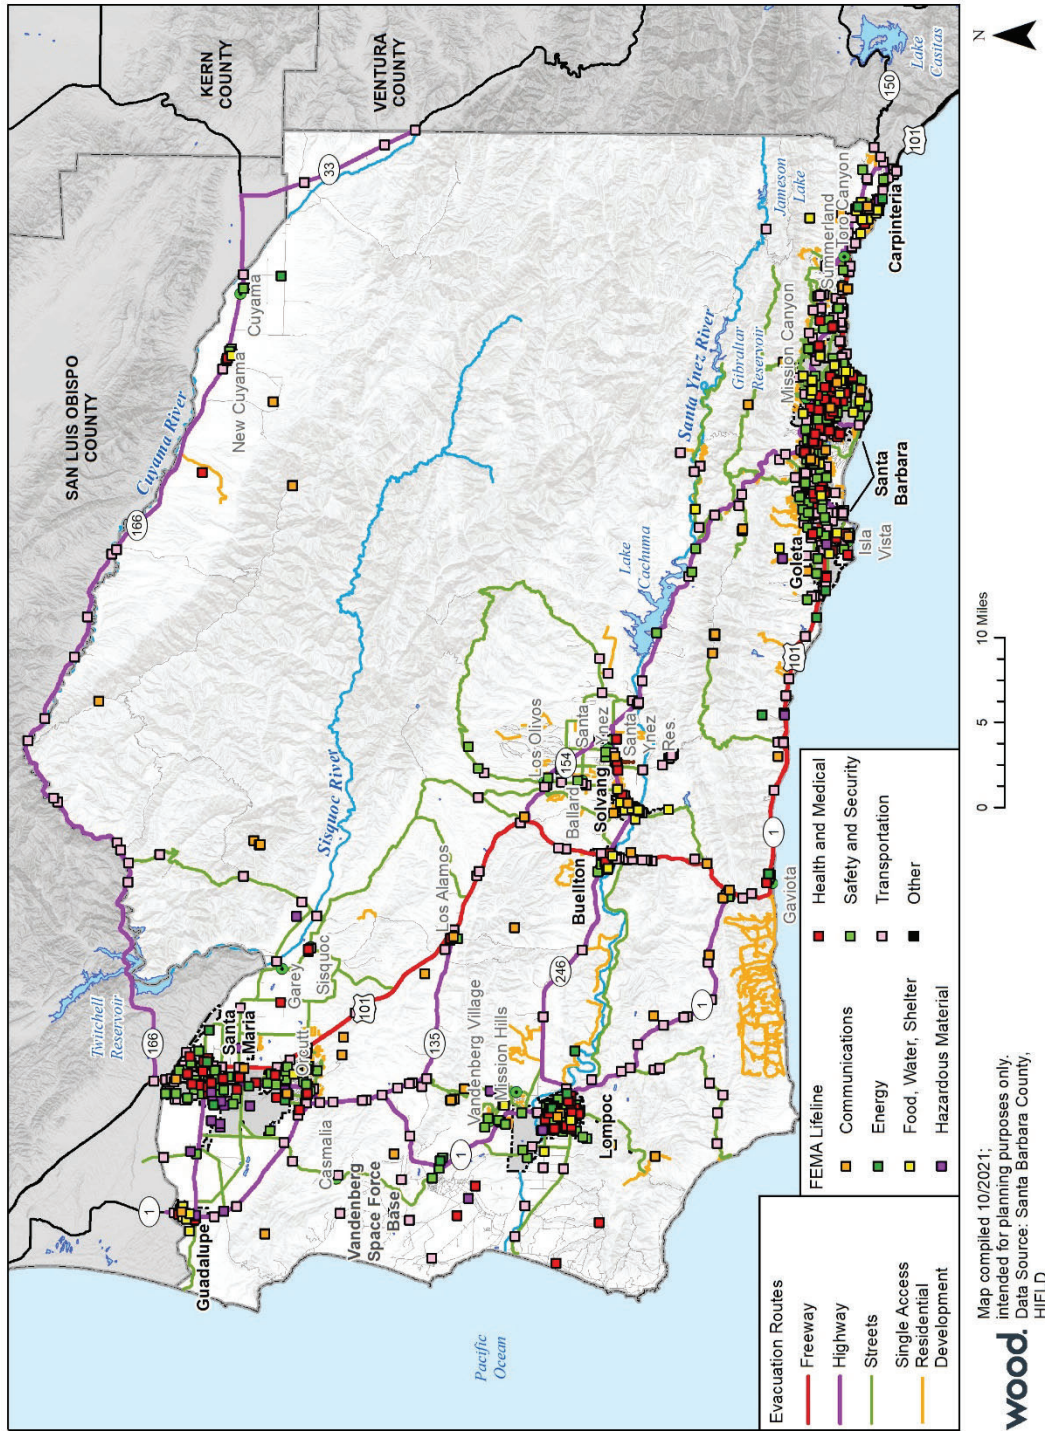 KERN
COUNTY
VENTURA
COUNTY
SAN LUIS OBISPO
COUNTY
Lake
Casitas
150
101
33
Cuyama
New Cuyama
Cuyama River
166
Jameson
Lake
Summerland
Toro Canyon
Carpinteria
Mission Canyon
Santa Ynez River
Gibraltar
Reservoir
Santa
Barbara
Isla
Vista
Goleta
Lake
Cachuma
101
Sisquoc River
Los Olivos
Santa
Ynez
154
Ballard
Solvang
Santa
Ynez
Res.
Buellton
Los Alamos
1
Gaviota
246
1
Twitchell
Reservoir
166
Garey
Sisquoc
Santa
Maria
Orcutt
101
135
Vandenberg Village
Mission Hills
Lompoc
Casmalia
1
Vandenberg
Space Force
Base
1
Guadalupe
Pacific
Ocean
N
0 5 10 Miles
Evacuation Routes
Freeway
Highway
Streets
Single Access
Residential
Development
FEMA Lifeline
Communications
Energy
Food, Water, Shelter
Hazardous Material
Health and Medical
Safety and Security
Transportation
Other
wood.
Map compiled 10/2021;
intended for planning purposes only.
Data Source: Santa Barbara County,
HIFLD